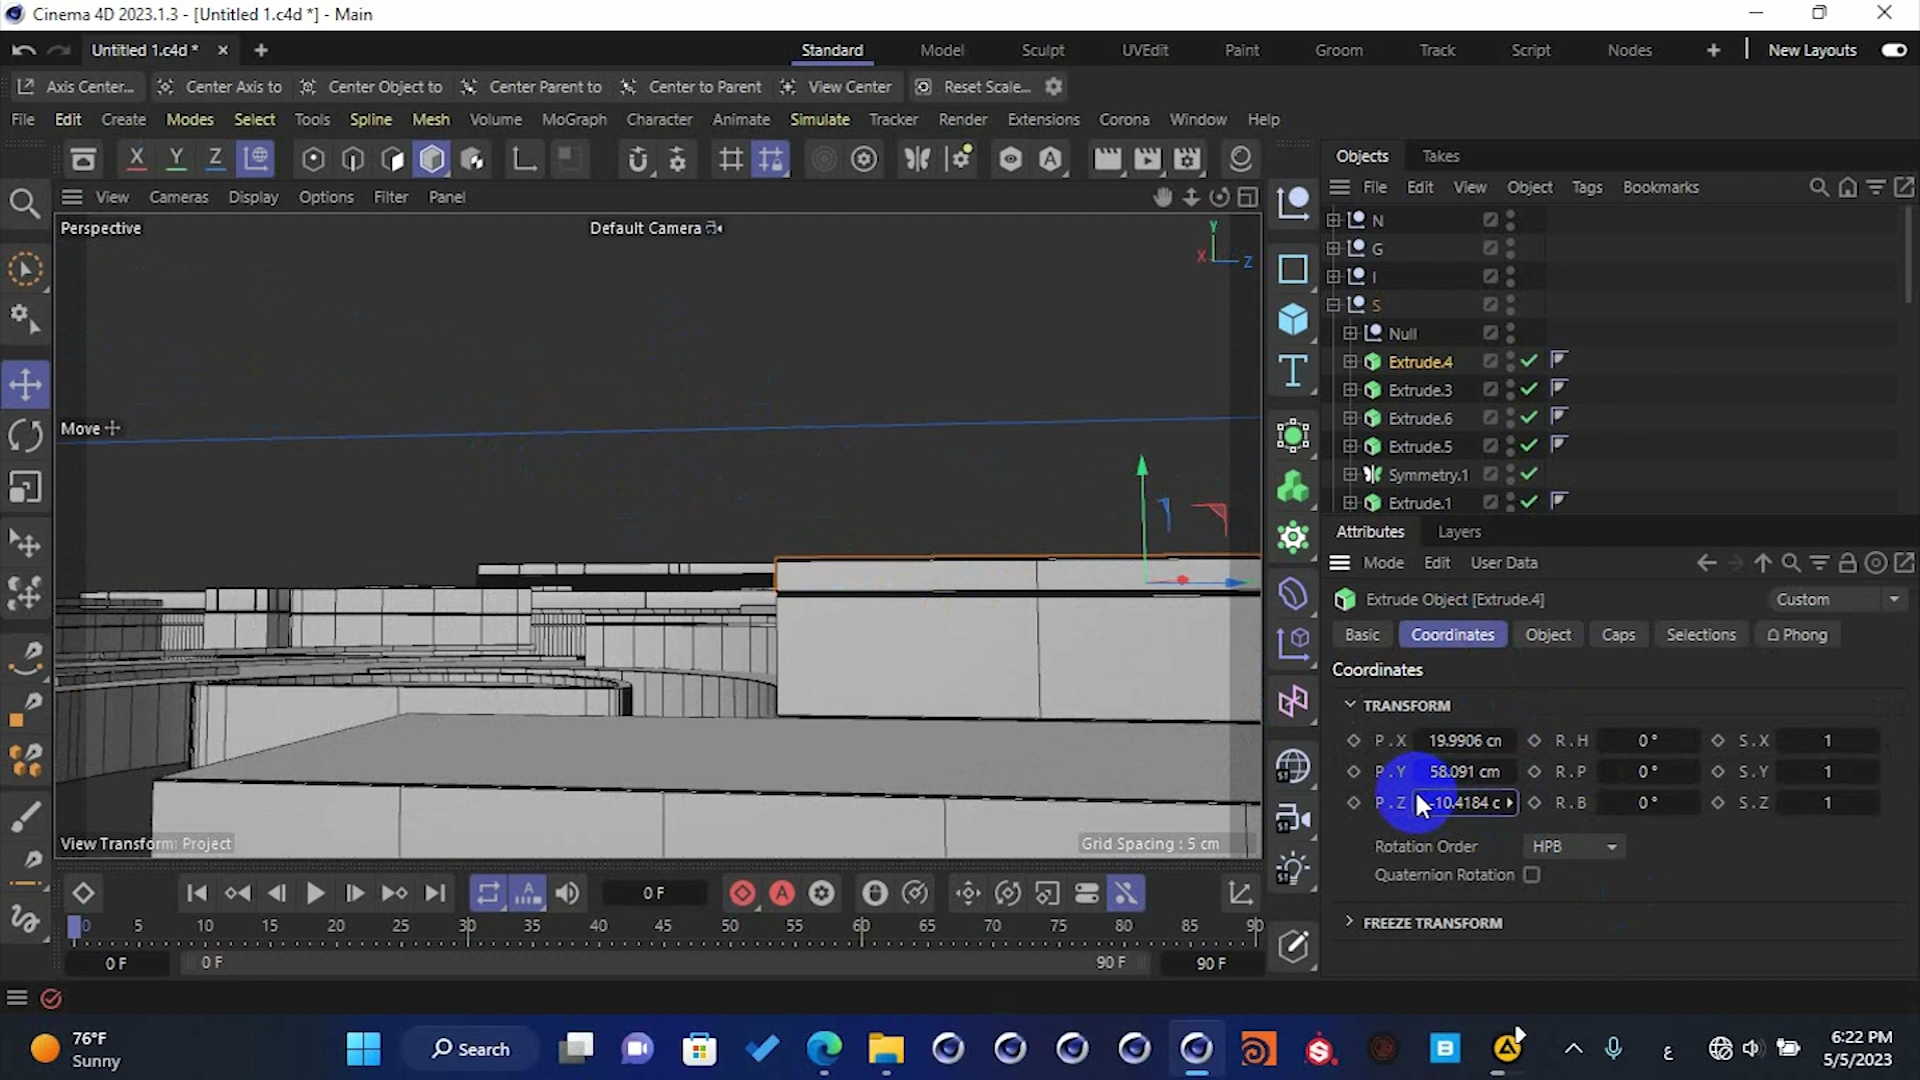 Cinema 4D 2023.1.3 - [Untitled 1.c4d *] - Main
Untitled 1.c4d * Standard Model Sculpt UVEdit Paint Groom Track Script Nodes New Layouts
Axis Center... Center Axis to Center Object to Center Parent to Center to Parent View Center Reset Scale...
File Edit Create Modes Select Tools Spline Mesh Volume MoGraph Character Animate Simulate Tracker Render Extensions Corona Window Help
X Y Z
Objects Takes
File Edit View Object Tags Bookmarks
View Cameras Display Options Filter Panel
Perspective Default Camera
Y
X Z
N
G
I
S
Null
Extrude.4
Extrude.3
Extrude.6
Extrude.5
Symmetry.1
Extrude.1
Move
View Transform: Project Grid Spacing : 5 cm
Attributes Layers
Mode Edit User Data
Extrude Object [Extrude.4] Custom
Basic Coordinates Object Caps Selections Phong
Coordinates
TRANSFORM
P.X 19.9906 cn R.H 0° S.X 1
P.Y 58.091 cm R.P 0° S.Y 1
P.Z -10.4184 c R.B 0° S.Z 1
Rotation Order HPB
Quaternion Rotation
FREEZE TRANSFORM
0 F
0 5 10 15 20 25 30 35 40 45 50 55 60 65 70 75 80 85 90
0 F 0 F 90 F 90 F
76°F
Sunny
Search
ع
6:22 PM
5/5/2023